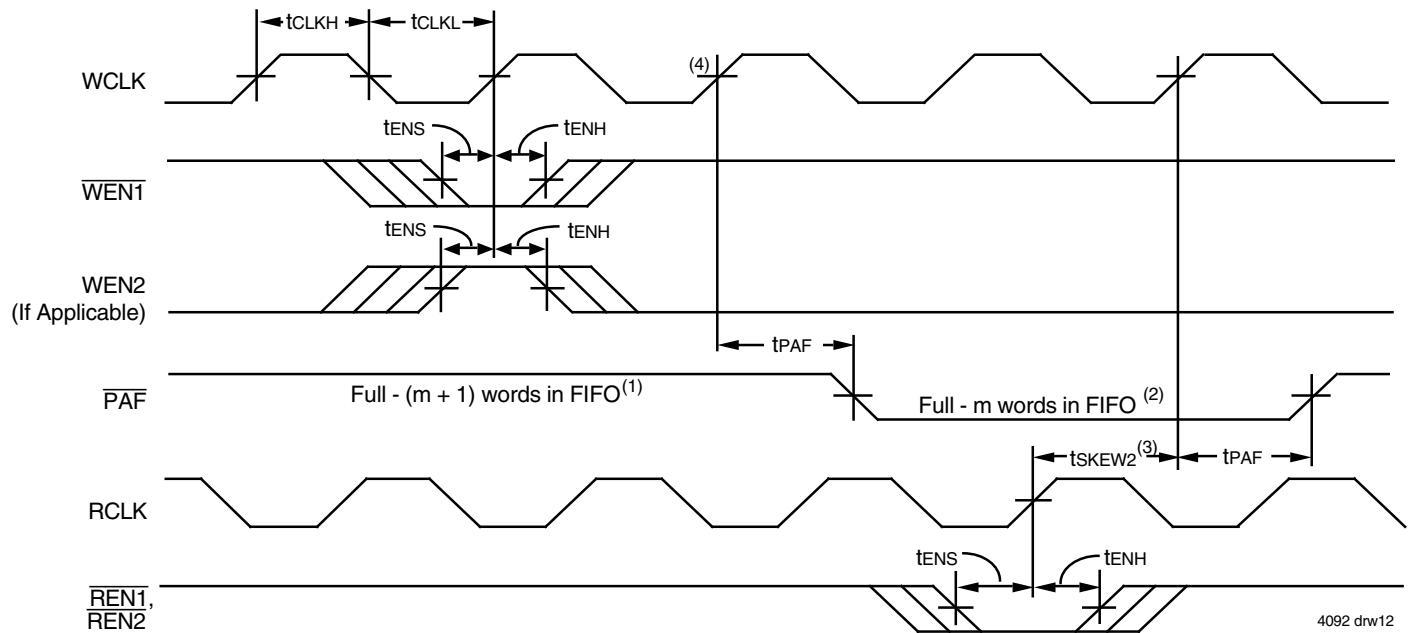 tCLKH
tCLKL
WCLK
(4)
tENS
tENH
WEN1
tENS
tENH
WEN2
(If Applicable)
tPAF
PAF
Full - (m + 1) words in FIFO(1)
Full - m words in FIFO (2)
tSKEW2(3)
tPAF
RCLK
tENS
tENH
REN1,
REN2
4092 drw12